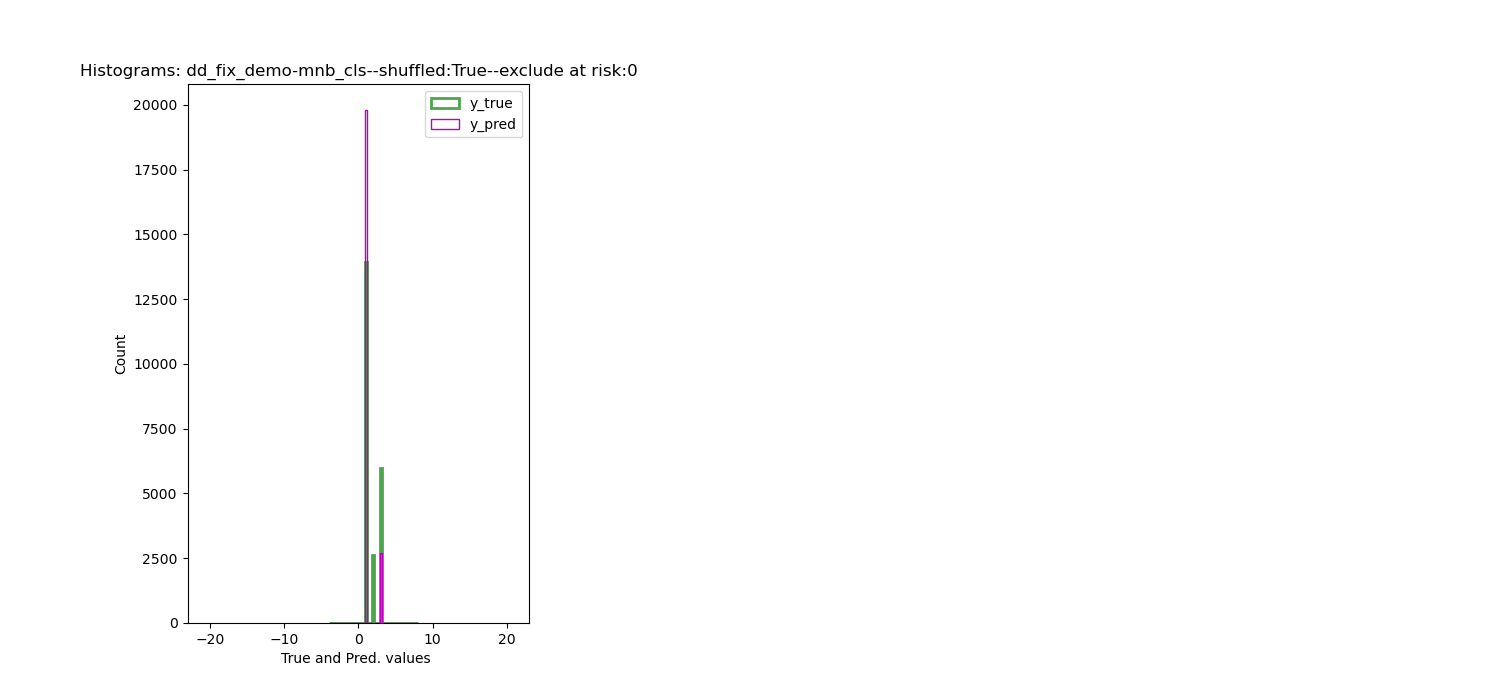 Histograms: dd_fix_demo-mnb_cls--shuffled:True--exclude at risk:0
y_true
y_pred
20000
17500
15000
12500
10000
7500
5000
2500
0
Count
−20
−10
0
10
20
True and Pred. values